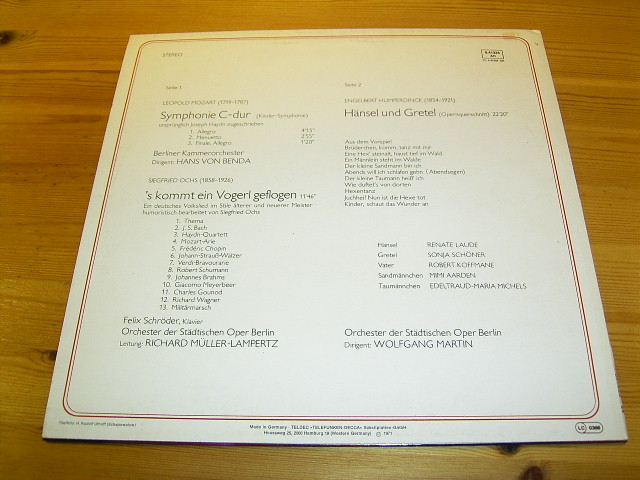 STEREO
Seite 1
LEOPOLD MOZART (1719-1787)
Symphonie C-dur (Kinder-Symphonie)
ursprünglich Joseph Haydn zugeschrieben
1. Allegro 4'15"
2. Menuetto 2'55"
3. Finale, Allegro 1'20"
Berliner Kammerorchester
Dirigent: HANS VON BENDA
SIEGFRIED OCHS (1858-1926)
's kommt ein Vogerl geflogen 11'46"
Ein deutsches Volkslied im Stile älterer und neuerer Meister
humoristisch bearbeitet von Siegfried Ochs
1. Thema
2. J. S. Bach
3. Haydn-Quartett
4. Mozart-Arie
5. Frédéric Chopin
6. Johann-Strauß-Walzer
7. Verdi-Bravourarie
8. Robert Schumann
9. Johannes Brahms
10. Giacomo Meyerbeer
11. Charles Gounod
12. Richard Wagner
13. Militärmarsch
Felix Schröder, Klavier
Orchester der Städtischen Oper Berlin
Leitung: RICHARD MÜLLER-LAMPERTZ
Seite 2
ENGELBERT HUMPERDINCK (1854-1921)
Hänsel und Gretel (Opernquerschnitt) 22'20"
Aus dem Vorspiel
Brüderchen, komm, tanz mit mir
Eine Hex' steinalt, haust tief im Wald
Ein Männlein steht im Walde
Der kleine Sandmann bin ich
Abends will ich schlafen gehn (Abendsegen)
Der kleine Taumann heiß ich
Wie duftet's von dorten
Hexentanz
Juchhei! Nun ist die Hexe tot
Kinder, schaut das Wunder an
Hänsel RENATE LAUDE
Gretel SONJA SCHÖNER
Vater ROBERT KOFFMANE
Sandmännchen MIMI AARDEN
Taumännchen EDELTRAUD-MARIA MICHELS
Orchester der Städtischen Oper Berlin
Dirigent: WOLFGANG MARTIN
Made in Germany · TELDEC »TELEFUNKEN-DECCA« Schallplatten-GmbH
Heussweg 25, 2000 Hamburg 19 (Western Germany) Ⓟ 1971
LC 0366